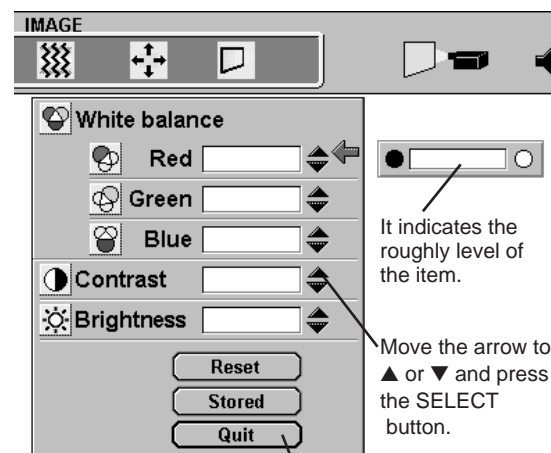 IMAGE
White balance
Red
Green
Blue
Contrast
Brightness
Reset
Stored
Quit
It indicates the
roughly level of
the item.
Move the arrow to
▲ or ▼ and press
the SELECT
button.